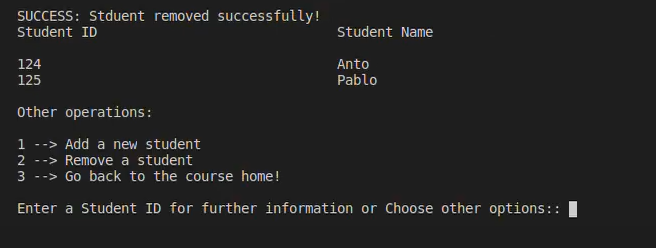 SUCCESS: Stduent removed successfully!
Student ID Student Name
124 Anto
125 Pablo
Other operations:
1 --> Add a new student
2 --> Remove a student
3 --> Go back to the course home!
Enter a Student ID for further information or Choose other options::